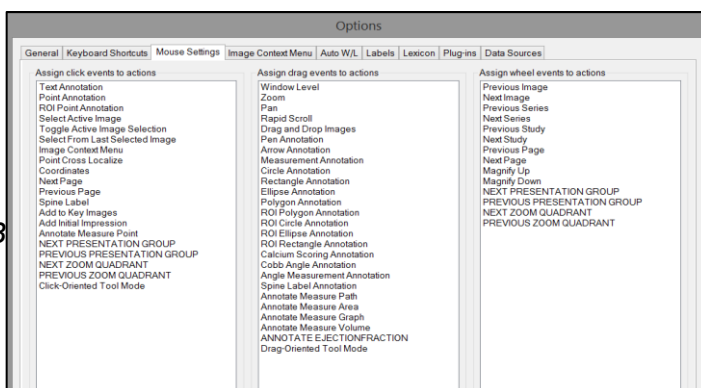 Options
General Keyboard Shortcuts Mouse Settings Image Context Menu Auto W/L Labels Lexicon Plug-ins Data Sources
Assign click events to actions
Text Annotation
Point Annotation
ROI Point Annotation
Select Active Image
Toggle Active Image Selection
Select From Last Selected Image
Image Context Menu
Point Cross Localize
Coordinates
Next Page
Previous Page
Spine Label
Add to Key Images
Add Initial Impression
Annotate Measure Point
NEXT PRESENTATION GROUP
PREVIOUS PRESENTATION GROUP
NEXT ZOOM QUADRANT
PREVIOUS ZOOM QUADRANT
Click-Oriented Tool Mode
Assign drag events to actions
Window Level
Zoom
Pan
Rapid Scroll
Drag and Drop Images
Pen Annotation
Arrow Annotation
Measurement Annotation
Circle Annotation
Rectangle Annotation
Ellipse Annotation
Polygon Annotation
ROI Polygon Annotation
ROI Circle Annotation
ROI Ellipse Annotation
ROI Rectangle Annotation
Calcium Scoring Annotation
Cobb Angle Annotation
Angle Measurement Annotation
Spine Label Annotation
Annotate Measure Path
Annotate Measure Area
Annotate Measure Graph
Annotate Measure Volume
ANNOTATE EJECTIONFRACTION
Drag-Oriented Tool Mode
Assign wheel events to actions
Previous Image
Next Image
Previous Series
Next Series
Previous Study
Next Study
Previous Page
Next Page
Magnify Up
Magnify Down
NEXT PRESENTATION GROUP
PREVIOUS PRESENTATION GROUP
NEXT ZOOM QUADRANT
PREVIOUS ZOOM QUADRANT